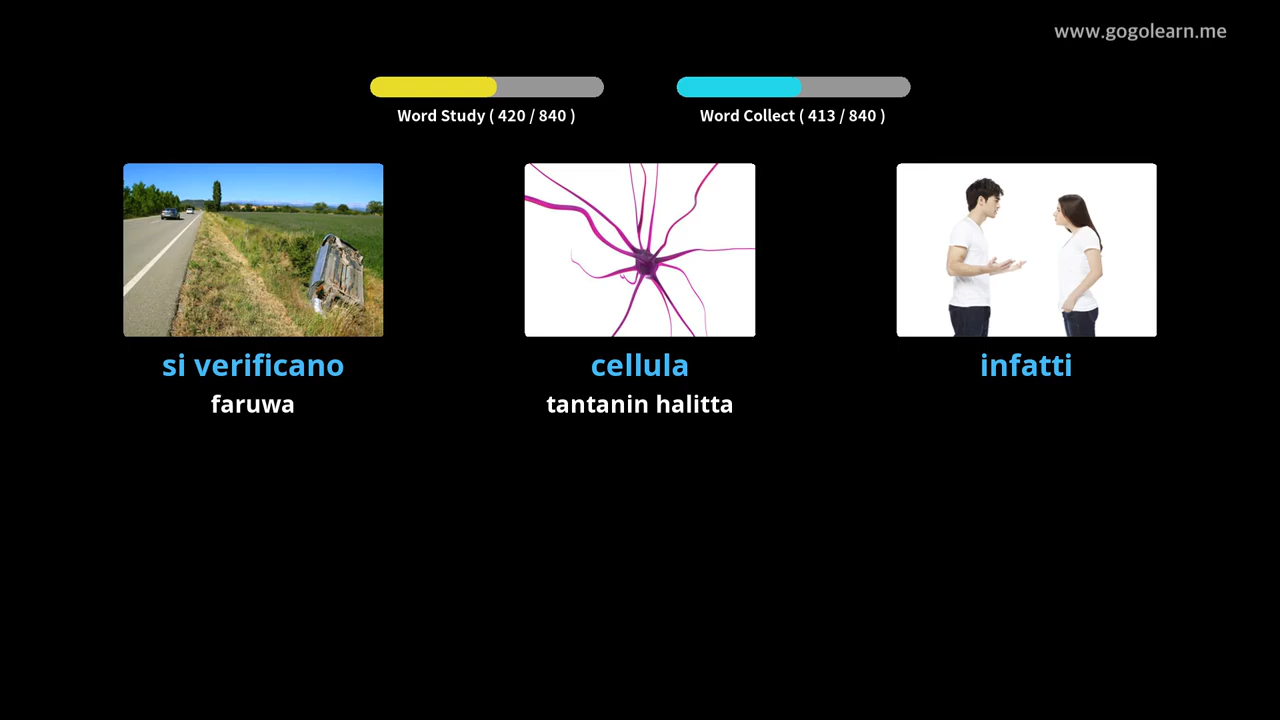 www.gogolearn.me
Word Study ( 420 / 840 )
Word Collect ( 413 / 840 )
si verificano
faruwa
cellula
tantanin halitta
infatti